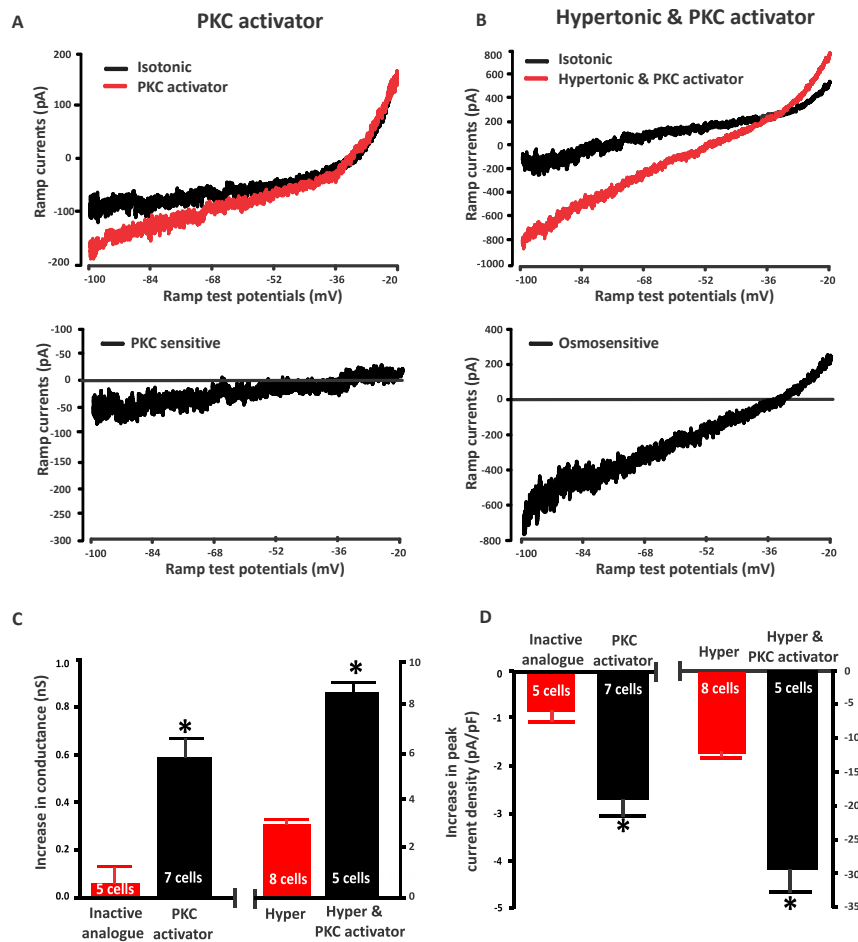 A
PKC activator
200
100
0
-100
-200
Ramp currents (pA)
Isotonic
PKC activator
-100 -84 -68 -52 -36 -20
Ramp test potentials (mV)
B
Hypertonic & PKC activator
800
600
400
200
0
-200
-400
-600
-800
-1000
Ramp currents (pA)
Isotonic
Hypertonic & PKC activator
-100 -84 -68 -52 -36 -20
Ramp test potentials (mV)
-100
-50
0
-50
-100
-150
-200
-250
-300
Ramp currents (pA)
PKC sensitive
-100 -84 -68 -52 -36 -20
Ramp test potentials (mV)
400
200
0
-200
-400
-600
-800
Ramp currents (pA)
Osmosensitive
-100 -84 -68 -52 -36 -20
Ramp test potentials (mV)
C
1.0
0.8
0.6
0.4
0.2
0.0
Increase in conductance (nS)
*
*
5 cells
7 cells
8 cells
5 cells
10
8
6
4
2
0
Inactive
analogue
PKC
activator
Hyper
Hyper &
PKC activator
D
Inactive
analogue
PKC
activator
Hyper
Hyper &
PKC activator
0
-1
-2
-3
-4
-5
Increase in peak
current density (pA/pF)
5 cells
7 cells
8 cells
5 cells
*
*
0
-5
-10
-15
-20
-25
-30
-35